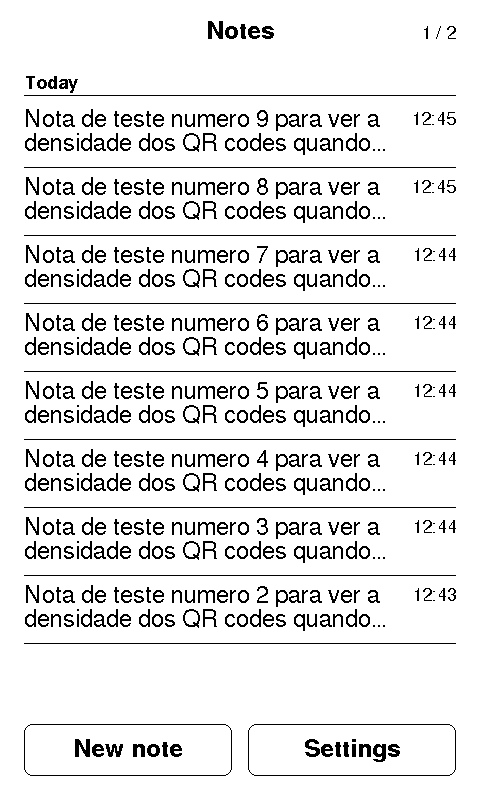 Notes
1 / 2
Today
Nota de teste numero 9 para ver a
12:45
densidade dos QR codes quando...
Nota de teste numero 8 para ver a
12:45
densidade dos QR codes quando...
Nota de teste numero 7 para ver a
12:44
densidade dos QR codes quando...
Nota de teste numero 6 para ver a
12:44
densidade dos QR codes quando...
Nota de teste numero 5 para ver a
12:44
densidade dos QR codes quando...
Nota de teste numero 4 para ver a
12:44
densidade dos QR codes quando...
Nota de teste numero 3 para ver a
12:44
densidade dos QR codes quando...
Nota de teste numero 2 para ver a
12:43
densidade dos QR codes quando...
New note
Settings